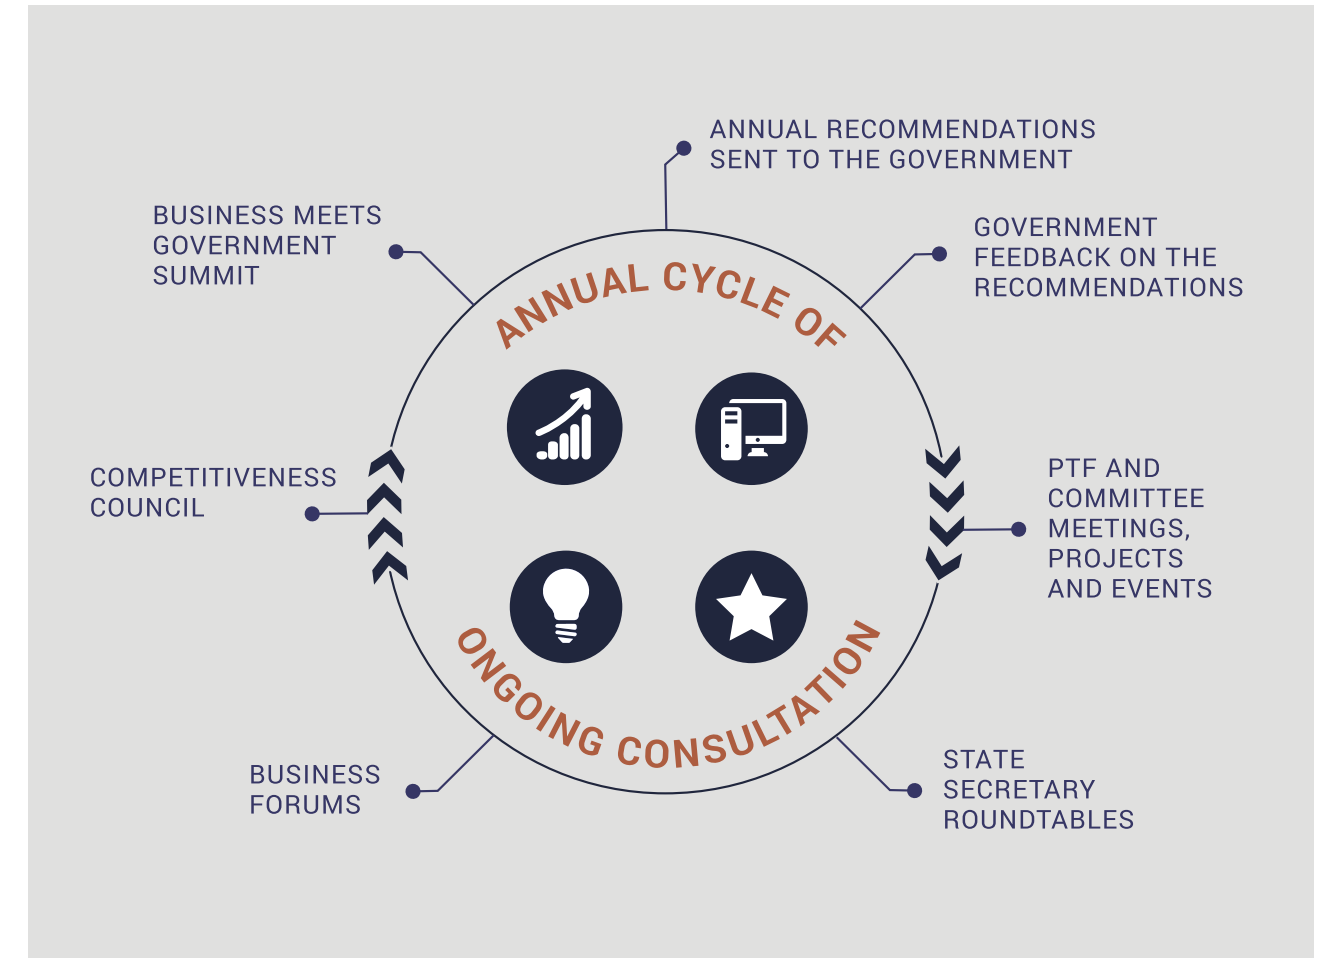 ANNUAL RECOMMENDATIONS
SENT TO THE GOVERNMENT
GOVERNMENT
FEEDBACK ON THE
RECOMMENDATIONS
PTF AND
COMMITTEE
MEETINGS,
PROJECTS
AND EVENTS
STATE
SECRETARY
ROUNDTABLES
BUSINESS
FORUMS
COMPETITIVENESS
COUNCIL
BUSINESS MEETS
GOVERNMENT
SUMMIT
ANNUAL CYCLE OF
ONGOING CONSULTATION